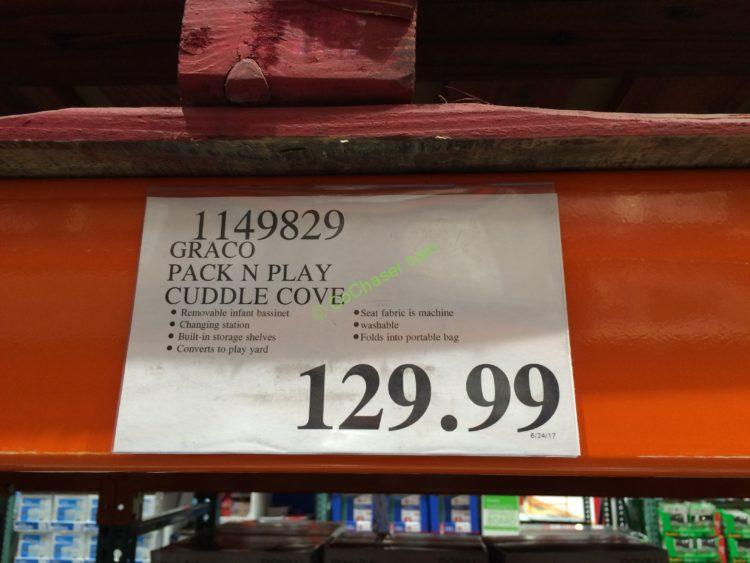 1149829
GRACO
PACK N PLAY
CUDDLE COVE
• Removable infant bassinet
• Changing station
• Built-in storage shelves
• Converts to play yard
• Seat fabric is machine
• washable
• Folds into portable bag
129.99
6/24/17
© CoChaser.com